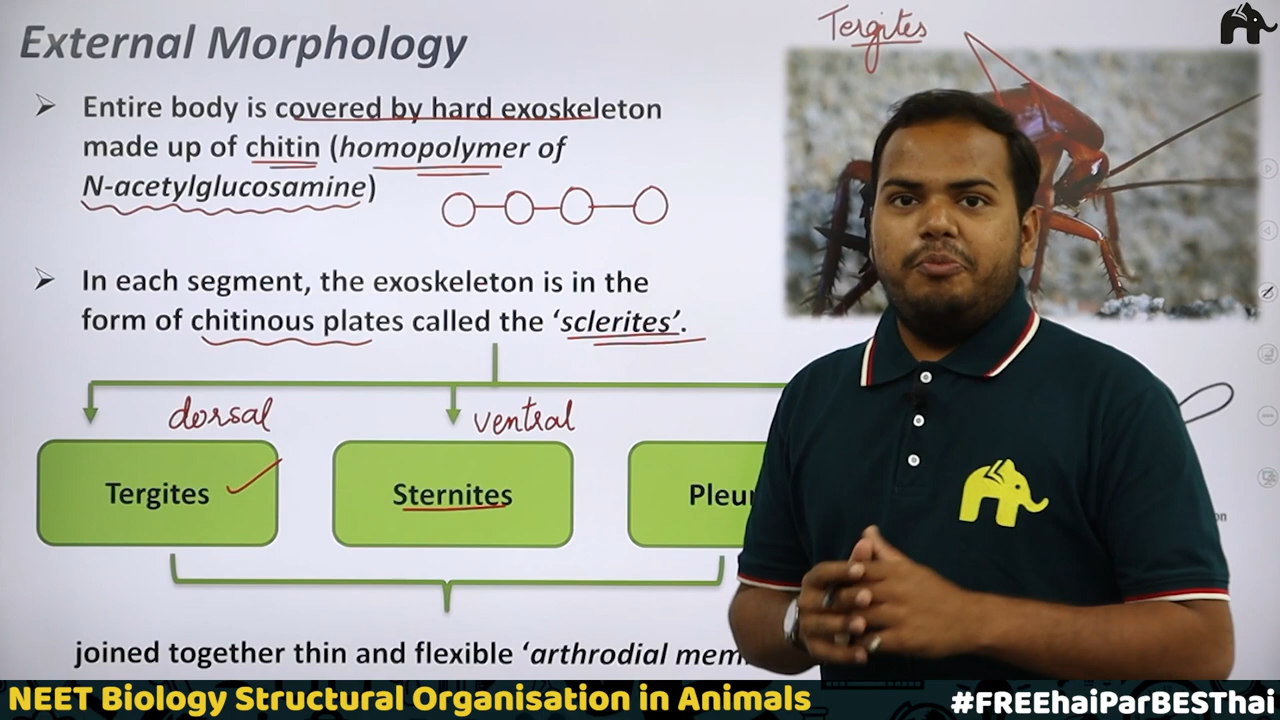 External Morphology
Tergites
Entire body is covered by hard exoskeleton
made up of chitin (homopolymer of
N-acetylglucosamine)
In each segment, the exoskeleton is in the
form of chitinous plates called the ‘sclerites’.
dorsal
ventral
Tergites
Sternites
Pleu
joined together thin and flexible ‘arthrodial mem
NEET Biology Structural Organisation in Animals
#FREEhaiParBESThai